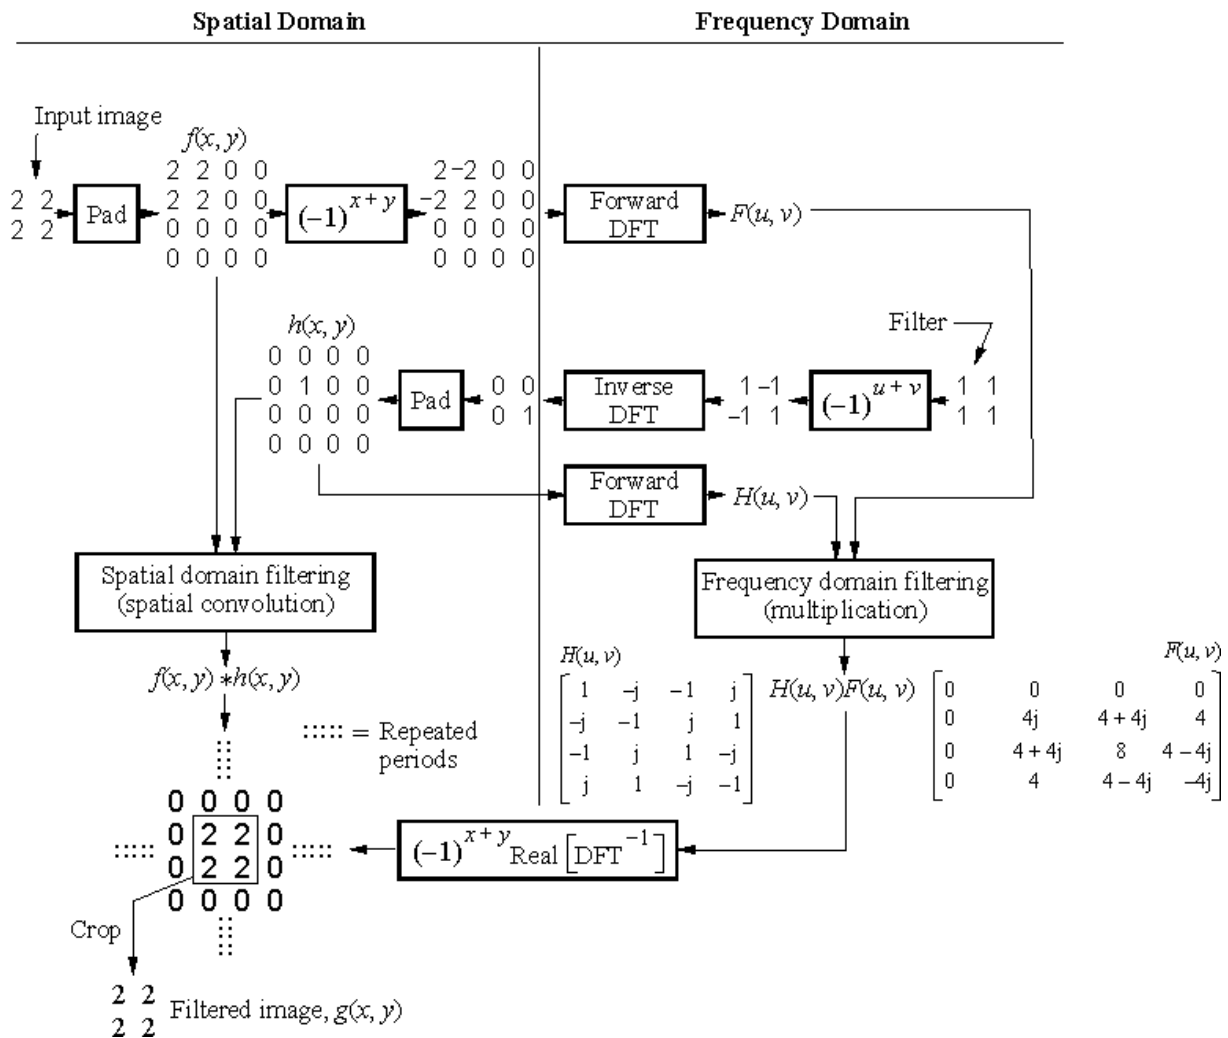 Spatial Domain
Frequency Domain
Input image
f(x, y)
2 2
2 2
Pad
2 2 0 0
2 2 0 0
0 0 0 0
0 0 0 0
(−1)^{x + y}
2 −2 0 0
−2 2 0 0
0 0 0 0
0 0 0 0
Forward
DFT
F(u, v)
h(x, y)
0 0 0 0
0 1 0 0
0 0 0 0
0 0 0 0
Pad
0 0
0 1
Inverse
DFT
1 −1
−1 1
(−1)^{u + v}
Filter
1 1
1 1
Forward
DFT
H(u, v)
Spatial domain filtering
(spatial convolution)
Frequency domain filtering
(multiplication)
f(x, y) *h(x, y)
H(u, v)
1 −j −1 j
−j −1 j 1
−1 j 1 −j
j 1 −j −1
H(u, v)F(u, v)
F(u, v)
0 0 0 0
0 4j 4 + 4j 4
0 4 + 4j 8 4 − 4j
0 4 4 − 4j −4j
= Repeated
periods
0 0 0 0
0 2 2 0
0 2 2 0
0 0 0 0
(−1)^{x + y} Real [DFT^{−1}]
Crop
2 2
2 2
Filtered image, g(x, y)